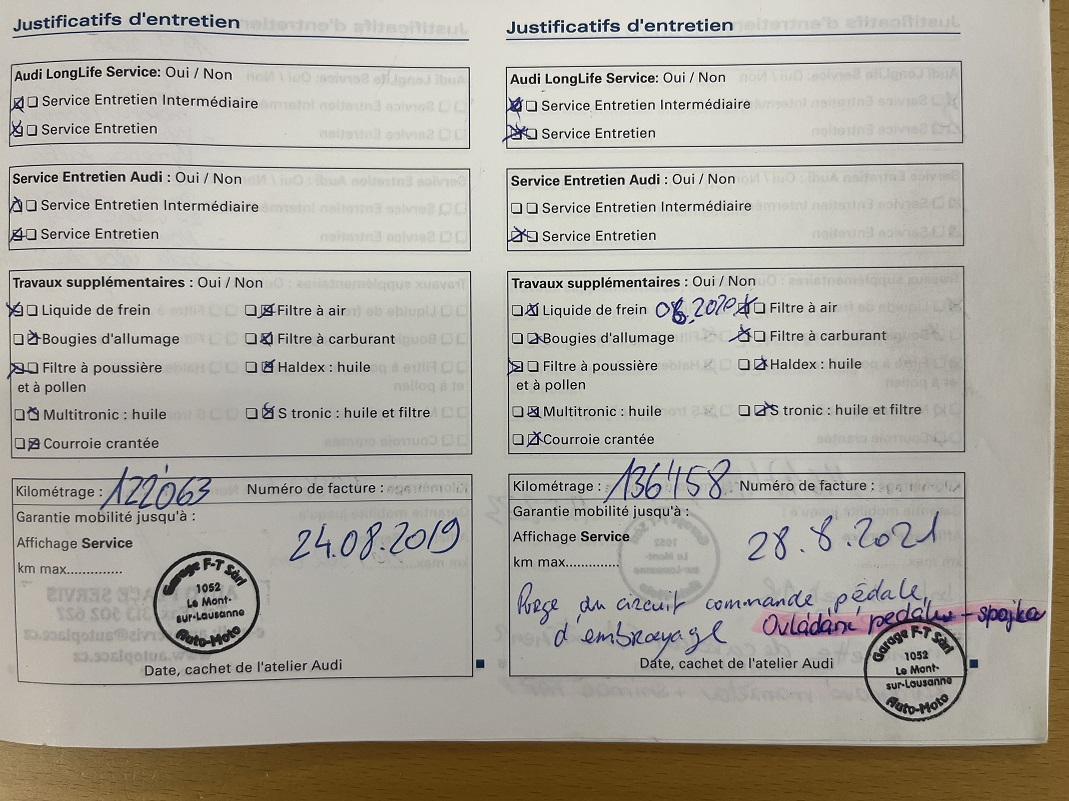 Justificatifs d'entretien
Audi LongLife Service: Oui / Non
Service Entretien Intermédiaire
Service Entretien
Service Entretien Audi : Oui / Non
Service Entretien Intermédiaire
Service Entretien
Travaux supplémentaires : Oui / Non
Liquide de frein
Filtre à air
Bougies d'allumage
Filtre à carburant
Filtre à poussière
et à pollen
Haldex : huile
Multitronic : huile
S tronic : huile et filtre
Courroie crantée
Kilométrage : 122'063 Numéro de facture :
Garantie mobilité jusqu'à :
Affichage Service
24.08.2019
km max..............
Garage F-T Sàrl
1052
Le Mont-
sur-Lausanne
Auto-Moto
Date, cachet de l'atelier Audi
Justificatifs d'entretien
Audi LongLife Service: Oui / Non
Service Entretien Intermédiaire
Service Entretien
Service Entretien Audi : Oui / Non
Service Entretien Intermédiaire
Service Entretien
Travaux supplémentaires : Oui / Non
Liquide de frein 08.2020
Filtre à air
Bougies d'allumage
Filtre à carburant
Filtre à poussière
et à pollen
Haldex : huile
Multitronic : huile
S tronic : huile et filtre
Courroie crantée
Kilométrage : 136'458 Numéro de facture :
Garantie mobilité jusqu'à :
Affichage Service
28.8.2021
km max..............
Purge du circuit commande pédale
d'embrayage Ovládání pedálu - spojka
Garage F-T Sàrl
1052
Le Mont-
sur-Lausanne
Auto-Moto
Date, cachet de l'atelier Audi